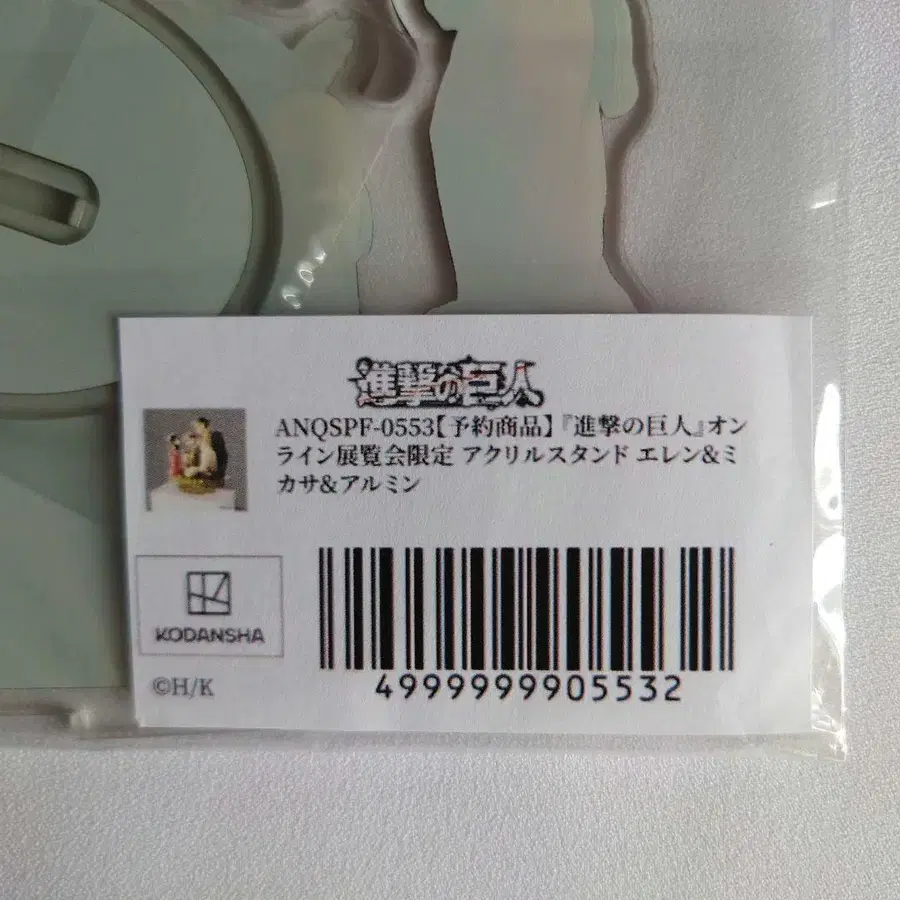 進撃の巨人
ANQSPF-0553【予約商品】『進撃の巨人』オン
ライン展覧会限定 アクリルスタンド エレン&ミ
カサ&アルミン
KODANSHA
©H/K
4999999905532